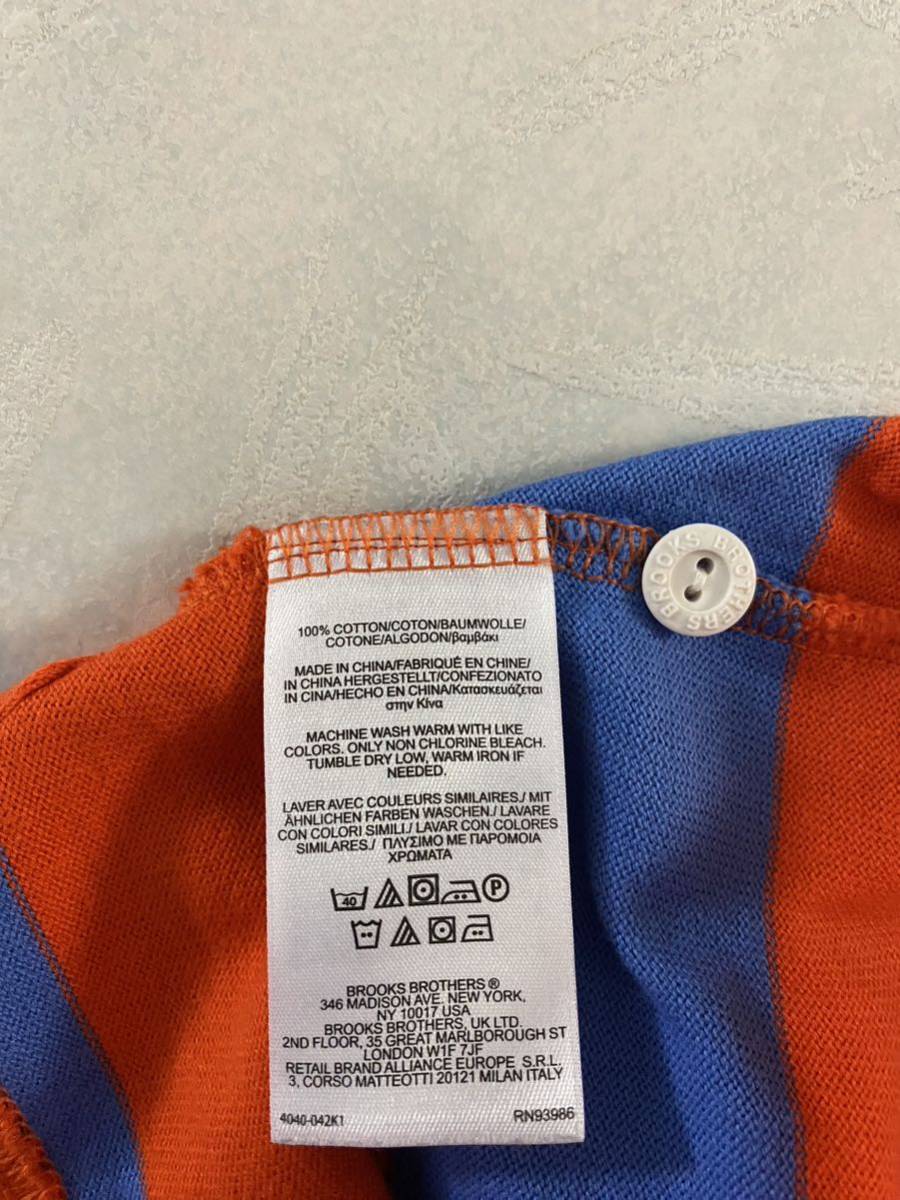 BROOKS BROTHERS/
100% COTTON/COTON/BAUMWOLLE/
COTONE/ALGODON/βαμβάκι
MADE IN CHINA/FABRIQUÉ EN CHINE/
IN CHINA HERGESTELLT/CONFEZIONATO
IN CINA/HECHO EN CHINA/Κατασκευάζεται
στην Κίνα
MACHINE WASH WARM WITH LIKE
COLORS. ONLY NON CHLORINE BLEACH.
TUMBLE DRY LOW, WARM IRON IF
NEEDED.
LAVER AVEC COULEURS SIMILAIRES./ MIT
ÄHNLICHEN FARBEN WASCHEN./ LAVARE
CON COLORI SIMILI./ LAVAR CON COLORES
SIMILARES./ ΠΛΥΣΙΜΟ ΜΕ ΠΑΡΟΜΟΙΑ
ΧΡΩΜΑΤΑ
40 P
BROOKS BROTHERS ®
346 MADISON AVE. NEW YORK,
NY 10017 USA
BROOKS BROTHERS, UK LTD.
2ND FLOOR, 35 GREAT MARLBOROUGH ST
LONDON W1F 7JF
RETAIL BRAND ALLIANCE EUROPE S.R.L.
3, CORSO MATTEOTTI 20121 MILAN ITALY
4040-042K1 RN93986